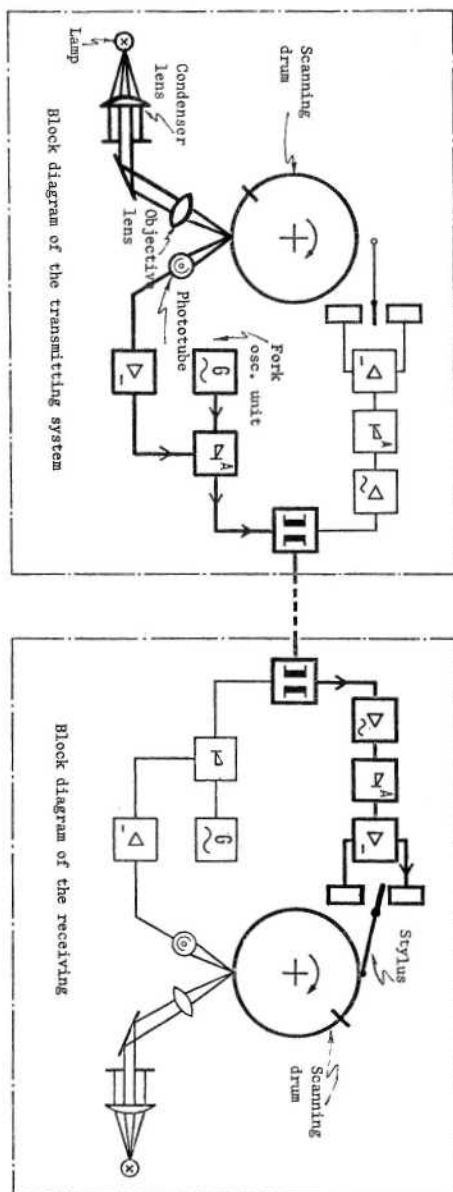 Scanning
drum
Condenser
lens
Lamp
Objective
lens
Phototube
Fork
osc. unit
G
A
A
Block diagram of the transmitting system
Stylus
Scanning
drum
A
G
Block diagram of the receiving